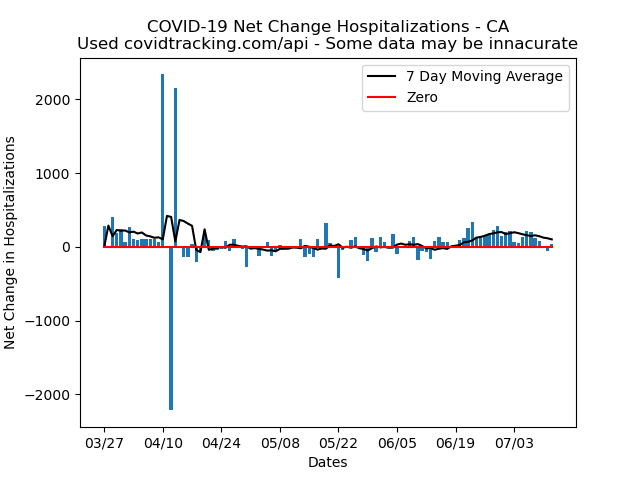 COVID-19 Net Change Hospitalizations - CA
Used covidtracking.com/api - Some data may be innacurate
7 Day Moving Average
Zero
Net Change in Hospitalizations
2000
1000
0
−1000
−2000
03/27 04/10 04/24 05/08 05/22 06/05 06/19 07/03
Dates